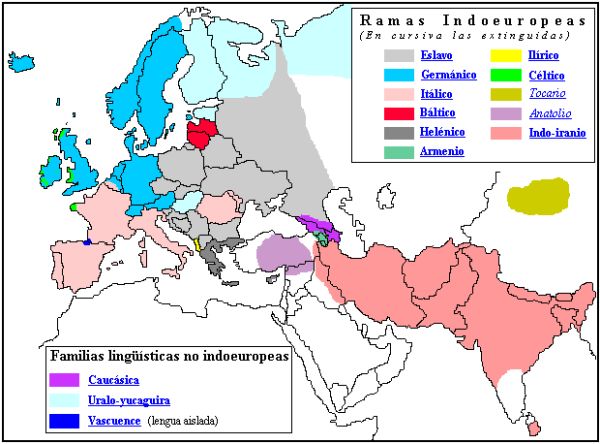 Ramas Indoeuropeas
(En cursiva las extinguidas)
Eslavo
Germánico
Itálico
Báltico
Helénico
Armenio
Ilírico
Céltico
Tocario
Anatolio
Indo-iranio
Familias lingüísticas no indoeuropeas
Caucásica
Uralo-yucaguira
Vascuence (lengua aislada)